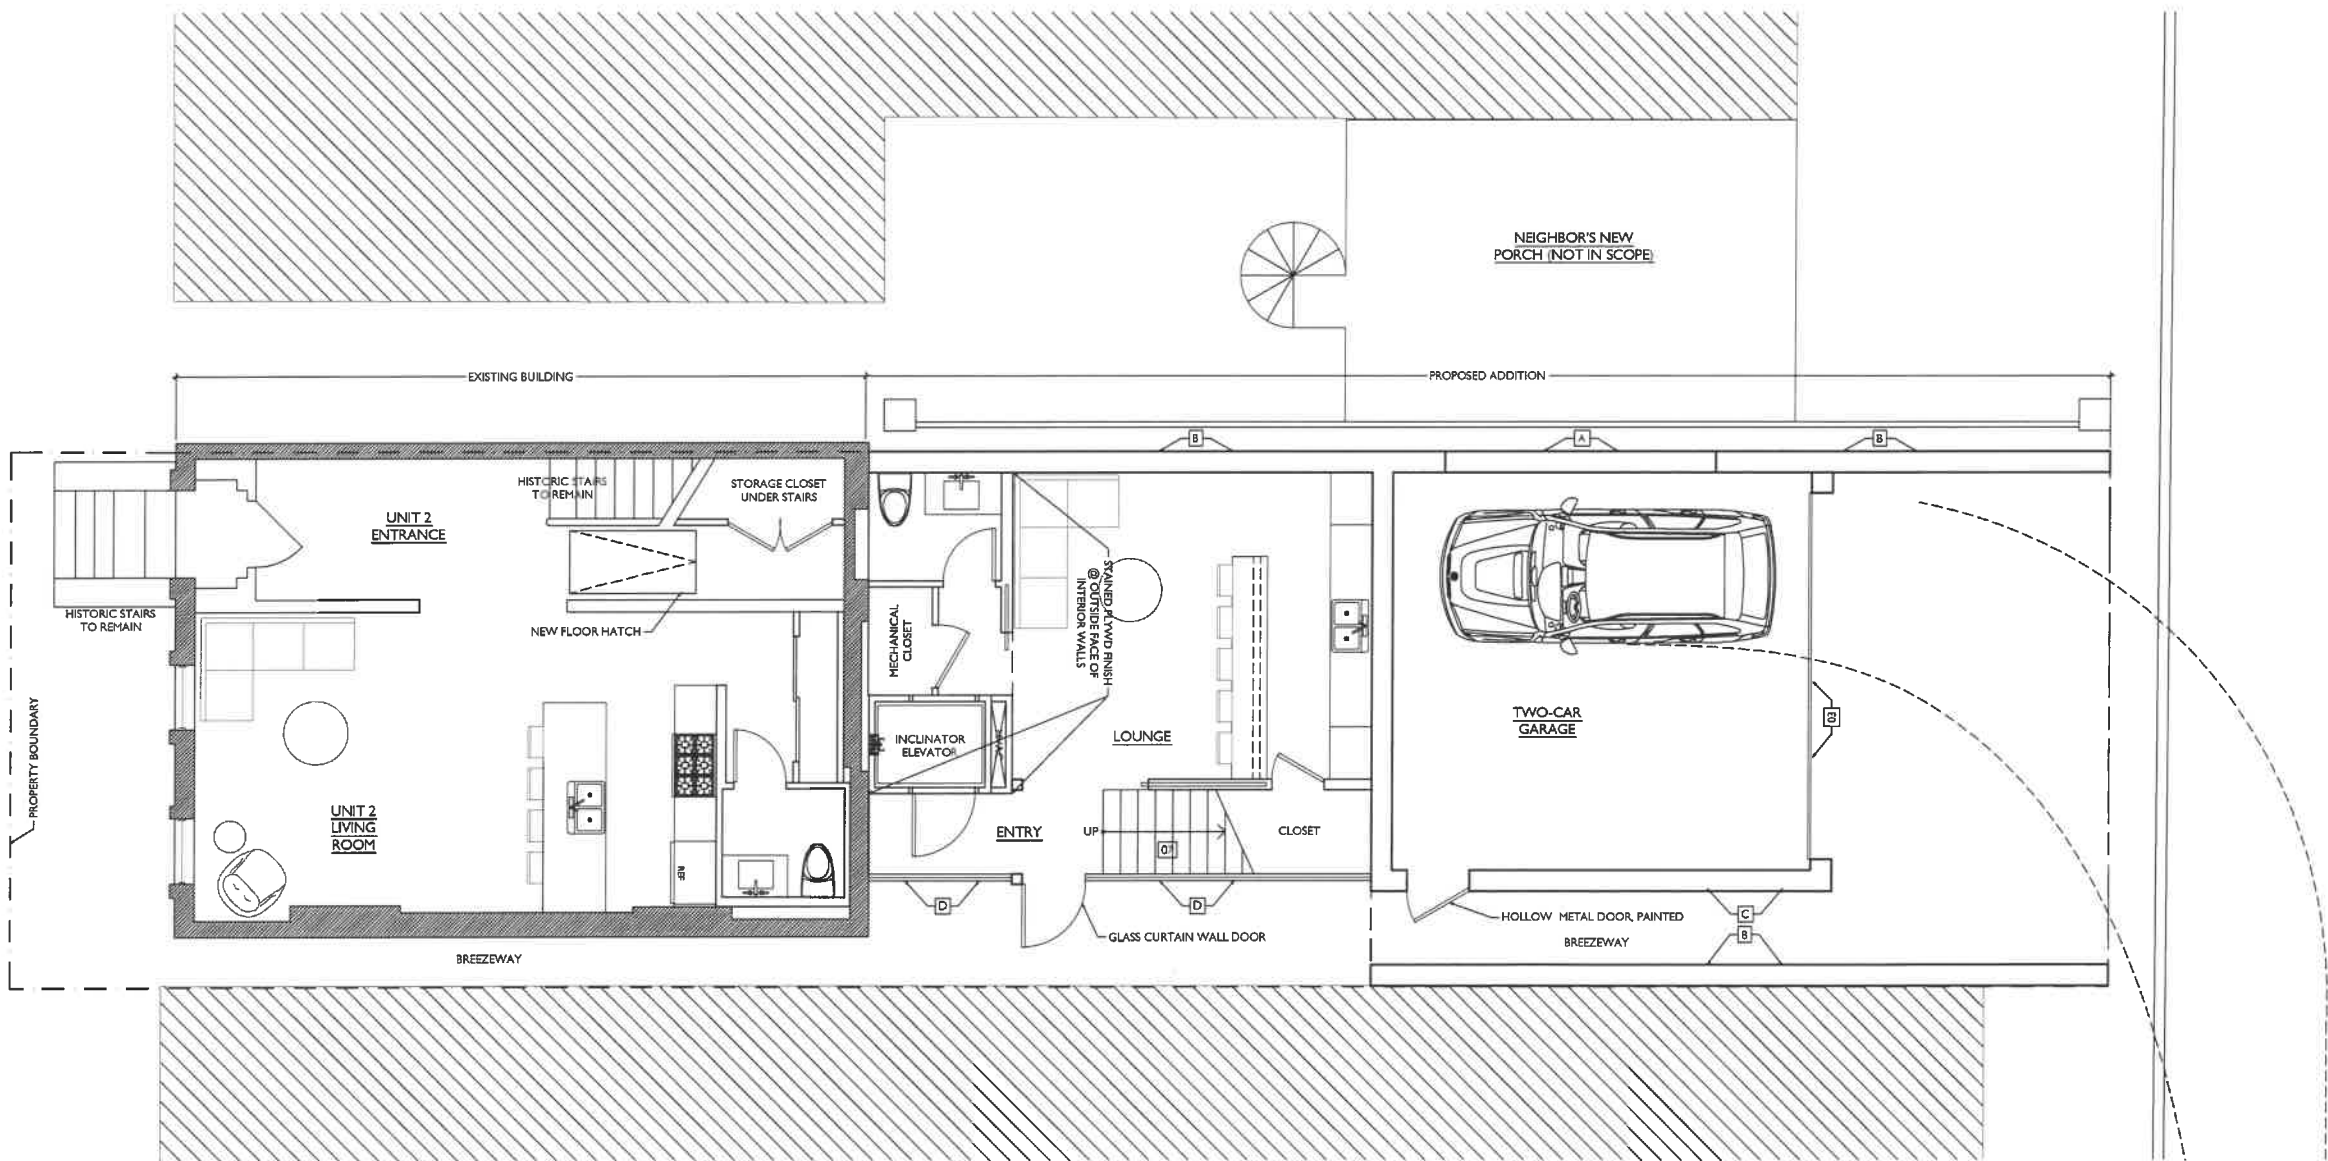 NEIGHBOR'S NEW
PORCH (NOT IN SCOPE)
EXISTING BUILDING
PROPOSED ADDITION
B
A
B
HISTORIC STAIRS
TO REMAIN
STORAGE CLOSET
UNDER STAIRS
UNIT 2
ENTRANCE
HISTORIC STAIRS
TO REMAIN
NEW FLOOR HATCH
MECHANICAL
CLOSET
STAINED PLYWD FINISH
@ OUTSIDE FACE OF
INTERIOR WALLS
PROPERTY BOUNDARY
INCLINATOR
ELEVATOR
LOUNGE
TWO-CAR
GARAGE
UNIT 2
LIVING
ROOM
ENTRY
UP
CLOSET
REF
D
D
C
B
HOLLOW METAL DOOR, PAINTED
GLASS CURTAIN WALL DOOR
BREEZEWAY
BREEZEWAY